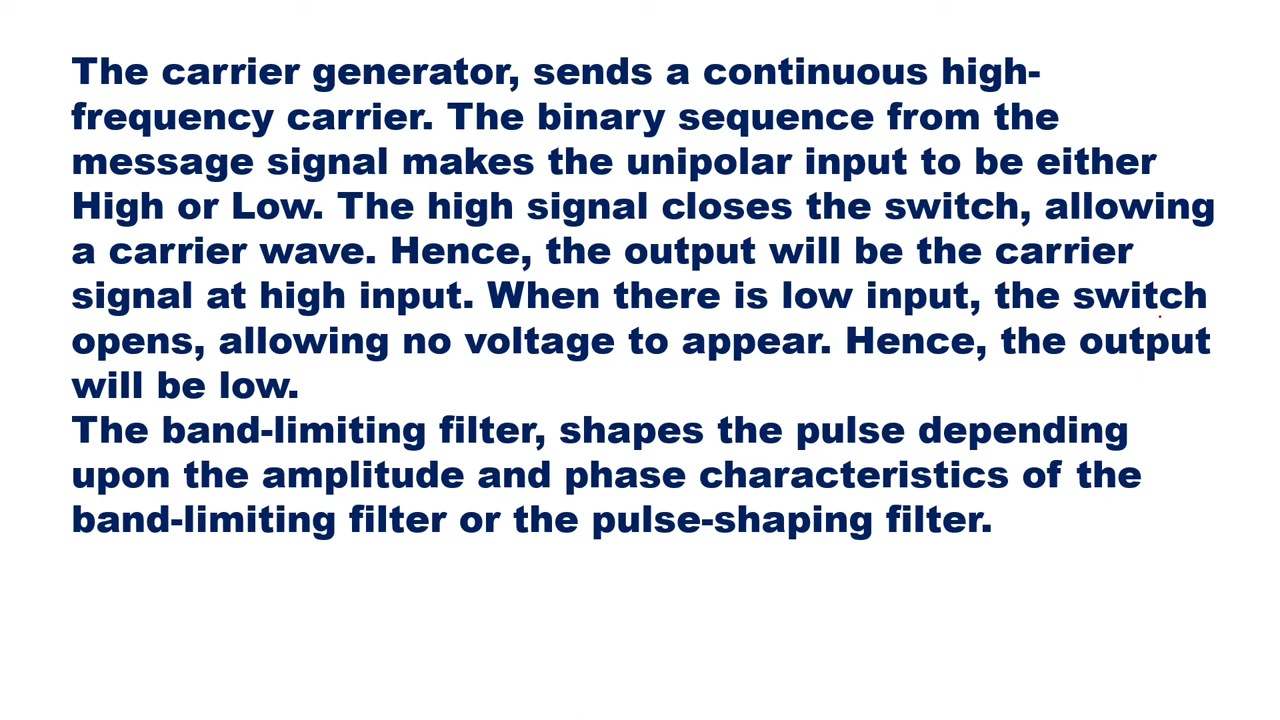 The carrier generator, sends a continuous high-
frequency carrier. The binary sequence from the
message signal makes the unipolar input to be either
High or Low. The high signal closes the switch, allowing
a carrier wave. Hence, the output will be the carrier
signal at high input. When there is low input, the switch
opens, allowing no voltage to appear. Hence, the output
will be low.
The band-limiting filter, shapes the pulse depending
upon the amplitude and phase characteristics of the
band-limiting filter or the pulse-shaping filter.